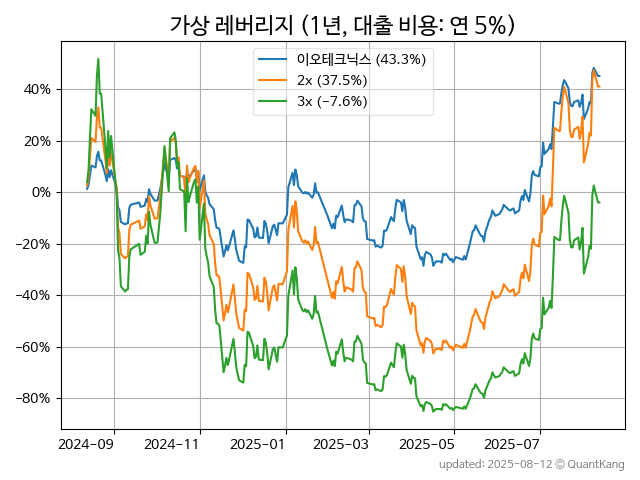 가상 레버리지 (1년, 대출 비용: 연 5%)
이오테크닉스 (43.3%)
2x (37.5%)
3x (−7.6%)
40%
20%
0%
−20%
−40%
−60%
−80%
2024-09
2024-11
2025-01
2025-03
2025-05
2025-07
updated: 2025-08-12 © QuantKang